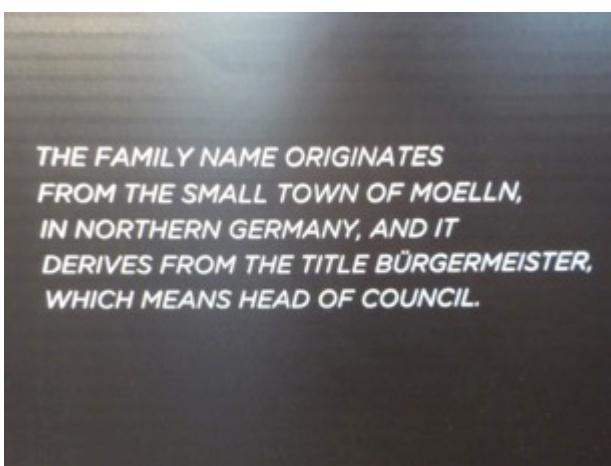 THE FAMILY NAME ORIGINATES
FROM THE SMALL TOWN OF MOELLN,
IN NORTHERN GERMANY, AND IT
DERIVES FROM THE TITLE BÜRGERMEISTER,
WHICH MEANS HEAD OF COUNCIL.